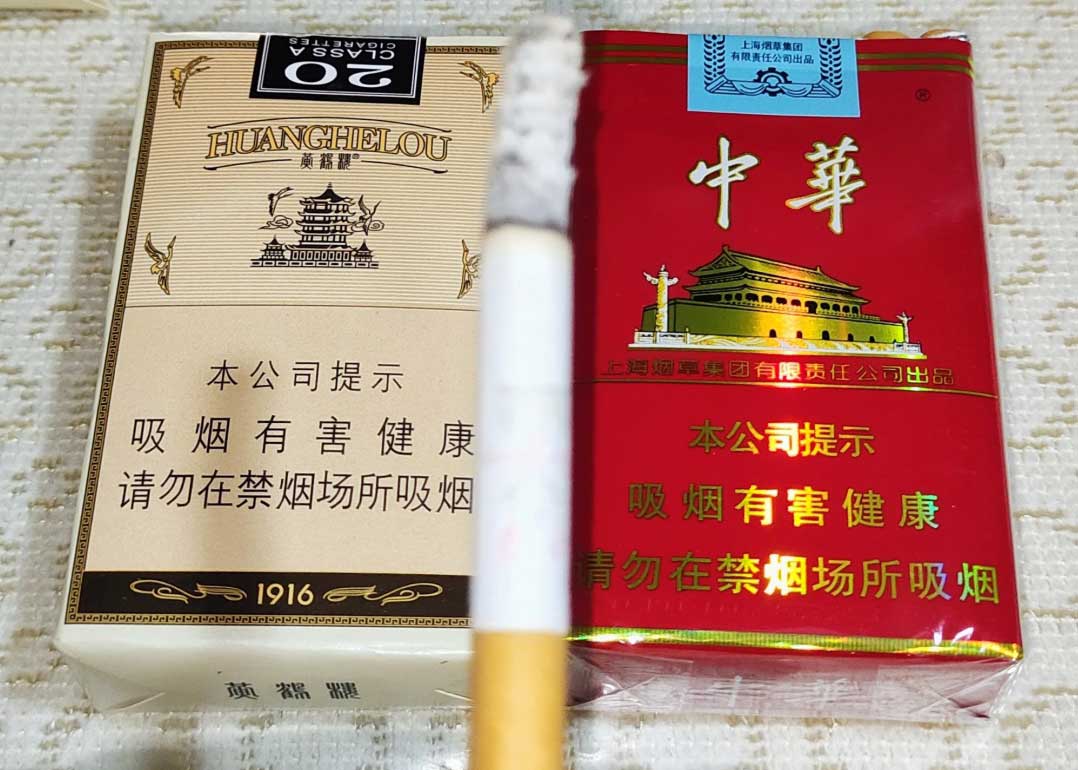 20
CLASS A
CIGARETTES
HUANGHELOU
黄鹤楼®
本公司提示
吸烟有害健康
请勿在禁烟场所吸烟
1916
黄鹤楼
上海烟草集团
有限责任公司出品
®
中華
上海烟草集团有限责任公司出品
本公司提示
吸烟有害健康
请勿在禁烟场所吸烟
中華